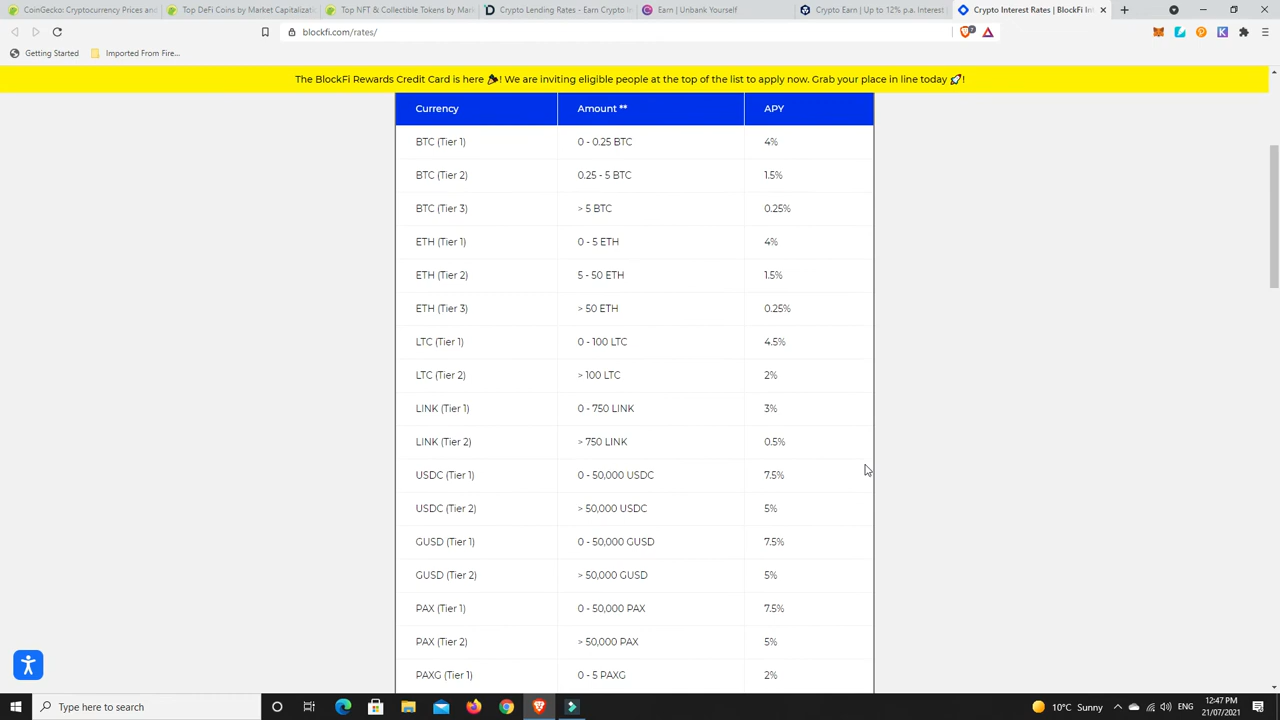 CoinGecko: Cryptocurrency Prices and
Top DeFi Coins by Market Capitalizati
Top NFT & Collectible Tokens by Mark
Crypto Lending Rates - Earn Crypto In
Earn | Unbank Yourself
Crypto Earn | Up to 12% p.a. Interest
Crypto Interest Rates | BlockFi Int
blockfi.com/rates/
Getting Started
Imported From Fire...
The BlockFi Rewards Credit Card is here 🎉! We are inviting eligible people at the top of the list to apply now. Grab your place in line today 🚀!
Currency Amount ** APY
BTC (Tier 1) 0 - 0.25 BTC 4%
BTC (Tier 2) 0.25 - 5 BTC 1.5%
BTC (Tier 3) > 5 BTC 0.25%
ETH (Tier 1) 0 - 5 ETH 4%
ETH (Tier 2) 5 - 50 ETH 1.5%
ETH (Tier 3) > 50 ETH 0.25%
LTC (Tier 1) 0 - 100 LTC 4.5%
LTC (Tier 2) > 100 LTC 2%
LINK (Tier 1) 0 - 750 LINK 3%
LINK (Tier 2) > 750 LINK 0.5%
USDC (Tier 1) 0 - 50,000 USDC 7.5%
USDC (Tier 2) > 50,000 USDC 5%
GUSD (Tier 1) 0 - 50,000 GUSD 7.5%
GUSD (Tier 2) > 50,000 GUSD 5%
PAX (Tier 1) 0 - 50,000 PAX 7.5%
PAX (Tier 2) > 50,000 PAX 5%
PAXG (Tier 1) 0 - 5 PAXG 2%
Type here to search
10°C Sunny
ENG
12:47 PM
21/07/2021